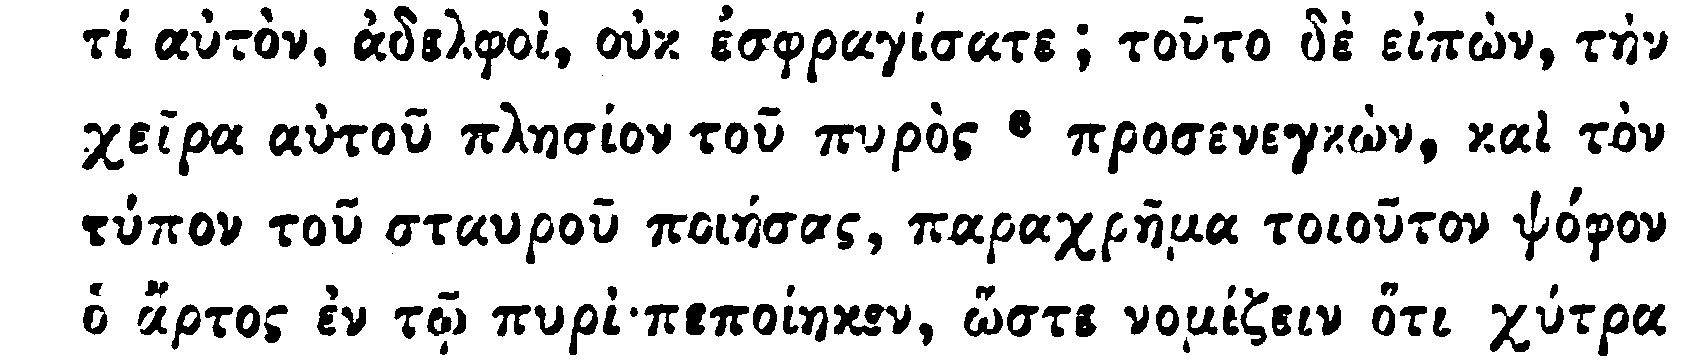 τί αὐτὸν, ἀδελφοὶ, οὐκ ἐσφραγίσατε ; τοῦτο δὲ εἰπὼν, τὴν
χεῖρα αὐτοῦ πλησίον τοῦ πυρὸς ᵉ προσενεγκὼν, καὶ τὸν
τύπον τοῦ σταυροῦ ποιήσας, παραχρῆμα τοιοῦτον ψόφον
ὁ ἄρτος ἐν τῷ πυρὶ·πεποίηκεν, ὥστε νομίζειν ὅτι χύτρα